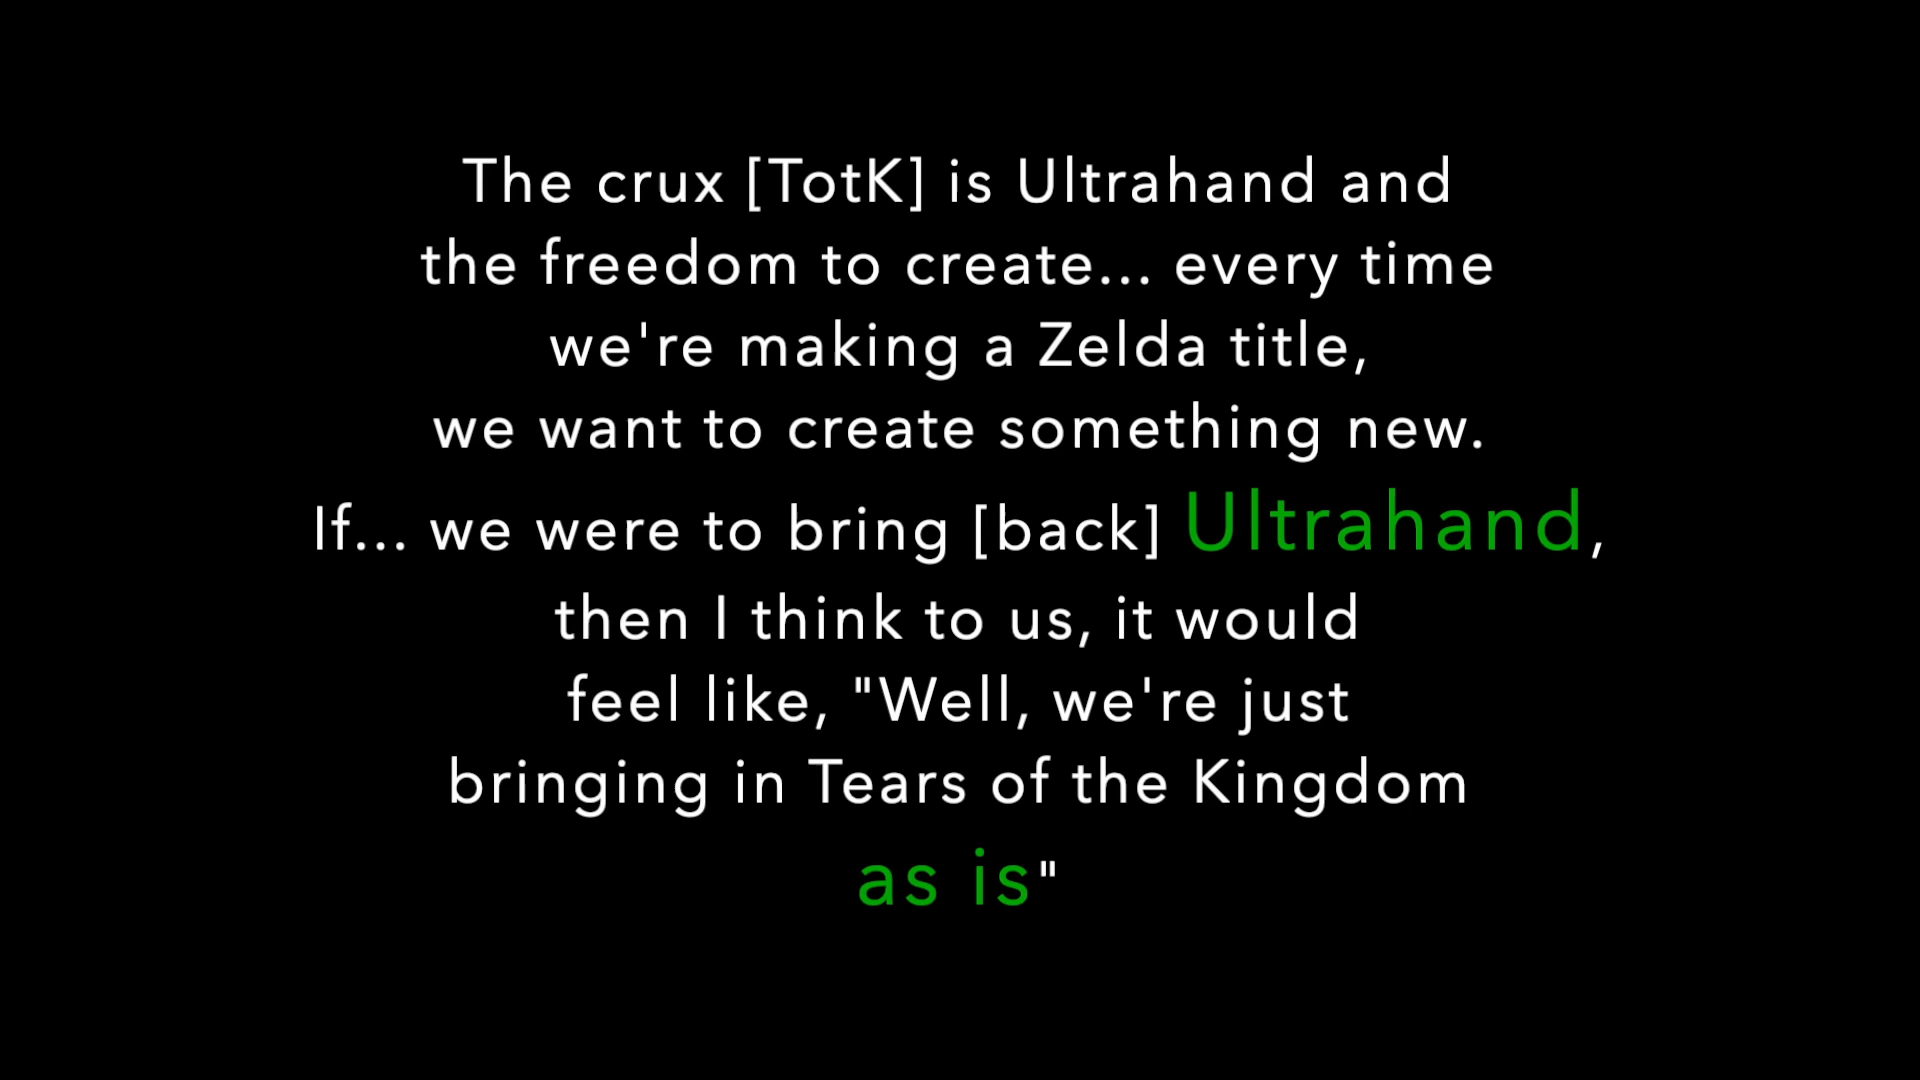 The crux [TotK] is Ultrahand and
the freedom to create... every time
we're making a Zelda title,
we want to create something new.
If... we were to bring [back] Ultrahand,
then I think to us, it would
feel like, "Well, we're just
bringing in Tears of the Kingdom
as is"